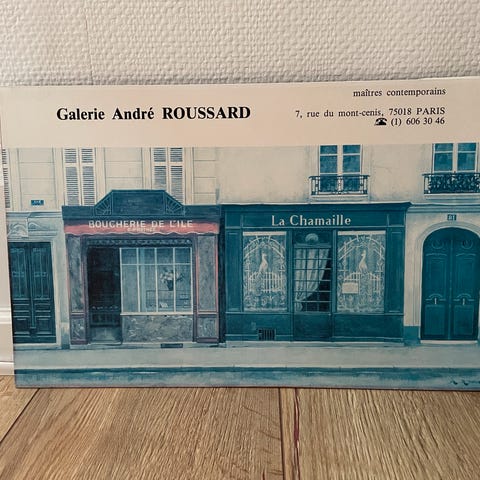 maîtres contemporains
Galerie André ROUSSARD
7, rue du mont-cenis, 75018 PARIS
☎ (1) 606 30 46
BOUCHERIE DE L'ILE
La Chamaille